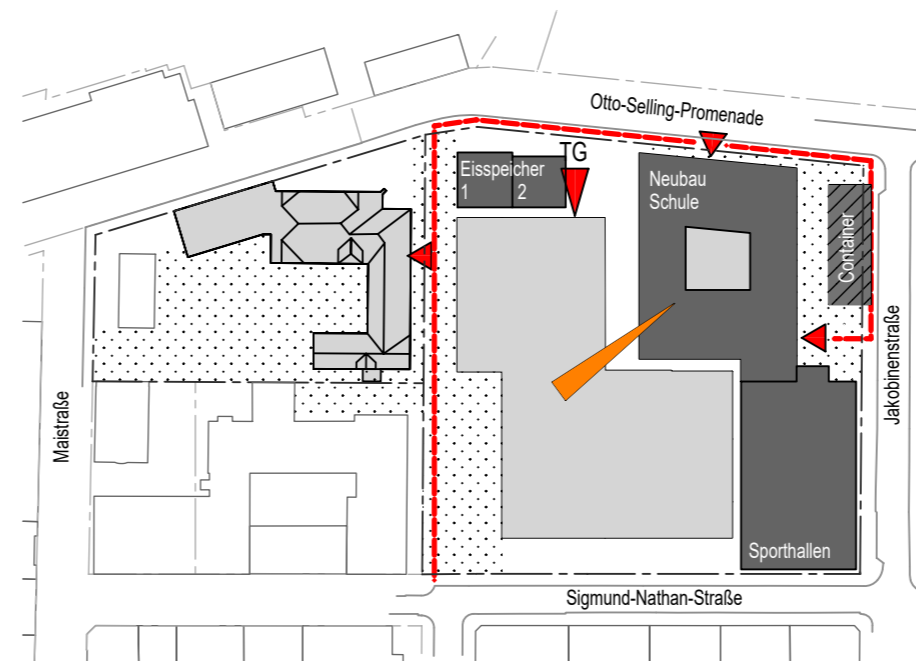 Otto-Selling-Promenade
TG
Eisspeicher
1 2
Neubau
Schule
Container
Maistraße
Jakobinenstraße
Sporthallen
Sigmund-Nathan-Straße